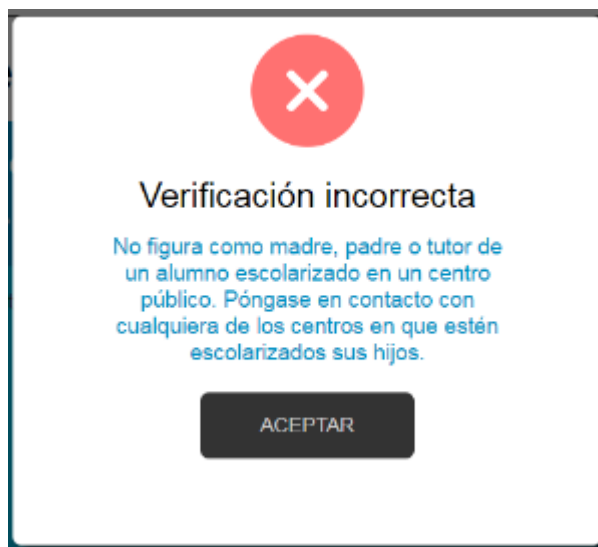 Verificación incorrecta
No figura como madre, padre o tutor de
un alumno escolarizado en un centro
público. Póngase en contacto con
cualquiera de los centros en que estén
escolarizados sus hijos.
ACEPTAR